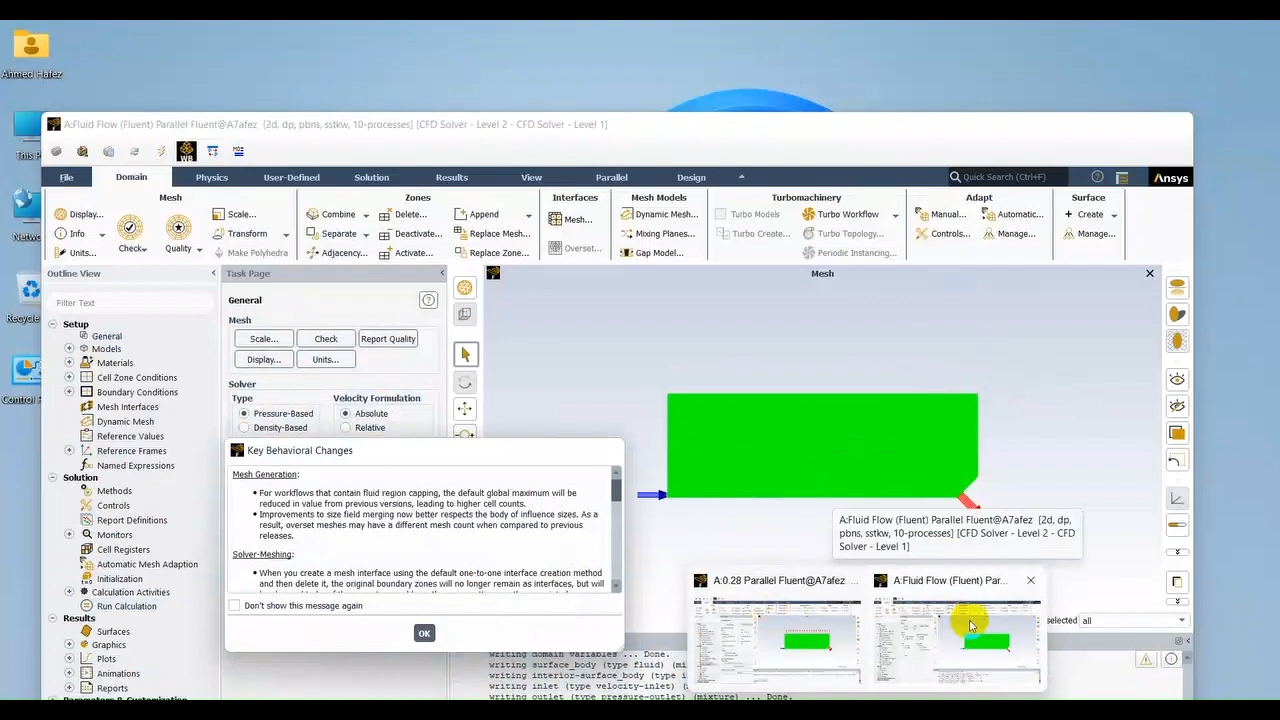 Ahmed Hafez
This P
Netw
Recycle
Control P
A:Fluid Flow (Fluent) Parallel Fluent@A7afez [2d, dp, pbns, sstkw, 10-processes] [CFD Solver - Level 2 - CFD Solver - Level 1]
WB
File Domain Physics User-Defined Solution Results View Parallel Design Quick Search (Ctrl+F) Ansys
Mesh Zones Interfaces Mesh Models Turbomachinery Adapt Surface
Display... Scale... Combine Delete... Append Mesh... Dynamic Mesh... Turbo Models Turbo Workflow Manual... Automatic... Create
Info Check Quality Transform Separate Deactivate... Replace Mesh... Overset... Mixing Planes... Turbo Create... Turbo Topology... Controls... Manage... Manage...
Units... Make Polyhedra Adjacency... Activate... Replace Zone... Gap Model... Periodic Instancing...
Outline View
Filter Text
Setup
General
Models
Materials
Cell Zone Conditions
Boundary Conditions
Mesh Interfaces
Dynamic Mesh
Reference Values
Reference Frames
Named Expressions
Solution
Methods
Controls
Report Definitions
Monitors
Cell Registers
Automatic Mesh Adaption
Initialization
Calculation Activities
Run Calculation
Results
Surfaces
Graphics
Plots
Animations
Reports
Task Page
General
Mesh
Scale... Check Report Quality
Display... Units...
Solver
Type Velocity Formulation
Pressure-Based Absolute
Density-Based Relative
Mesh
Key Behavioral Changes
Mesh Generation:
• For workflows that contain fluid region capping, the default global maximum will be
reduced in value from previous versions, leading to higher cell counts.
• Improvements to size field merging now better respects the body of influence sizes. As a
result, overset meshes may have a different mesh count when compared to previous
releases.
Solver-Meshing:
• When you create a mesh interface using the default one-to-one interface creation method
and then delete it, the original boundary zones will no longer remain as interfaces, but will
Don't show this message again
OK
A:Fluid Flow (Fluent) Parallel Fluent@A7afez [2d, dp,
pbns, sstkw, 10-processes] [CFD Solver - Level 2 - CFD
Solver - Level 1]
A:0.28 Parallel Fluent@A7afez ...
A:Fluid Flow (Fluent) Par...
selected all
writing domain variables ... Done.
writing surface_body (type fluid) (mi
writing interior-surface_body (type i
writing inlet (type velocity-inlet) (
writing outlet (type pressure-outlet) (mixture) ... Done.